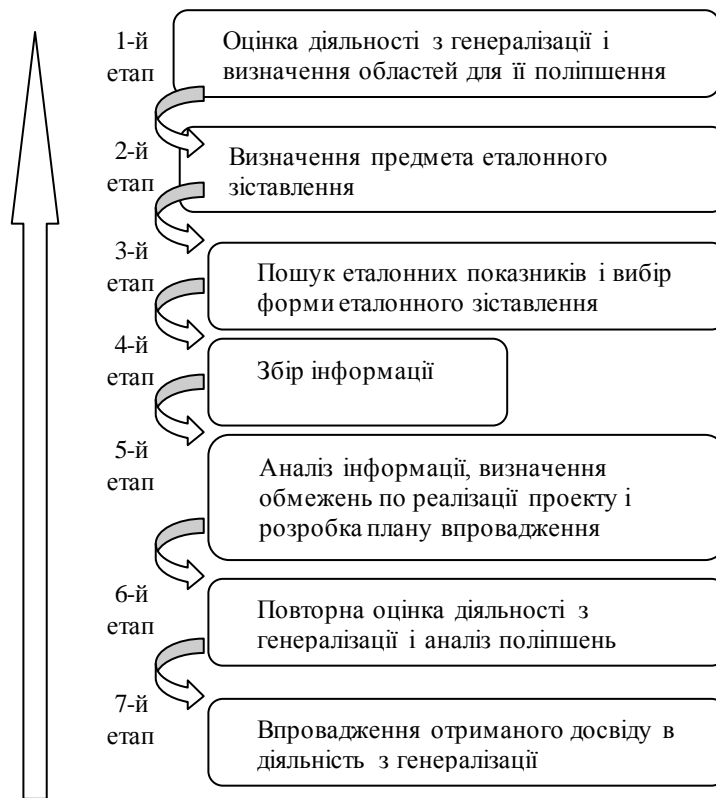 1-й
етап
Оцінка діяльності з генералізації і
визначення областей для її поліпшення
2-й
етап
Визначення предмета еталонного
зіставлення
3-й
етап
Пошук еталонних показників і вибір
форми еталонного зіставлення
4-й
етап
Збір інформації
5-й
етап
Аналіз інформації, визначення
обмежень по реалізації проекту і
розробка плану впровадження
6-й
етап
Повторна оцінка діяльності з
генералізації і аналіз поліпшень
7-й
етап
Впровадження отриманого досвіду в
діяльність з генералізації